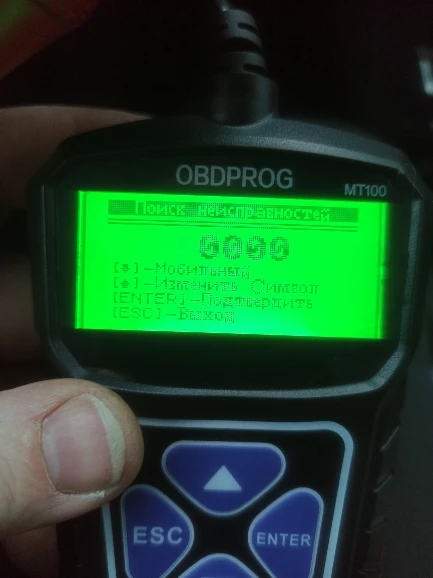 OBDPROG
MT100
Поиск неисправностей
0000
[▼]-Мобильный
[▲]-Изменить Символ
[ENTER]-Подтвердить
[ESC]-Выход
ESC
ENTER